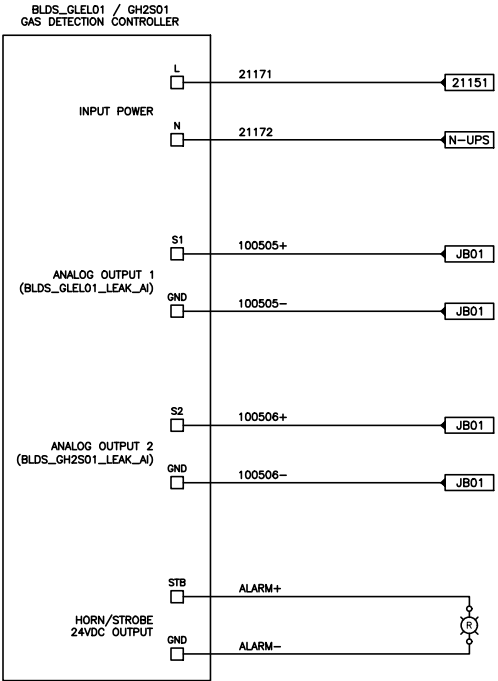 BLDS_GLEL01 / GH2S01
GAS DETECTION CONTROLLER
L
21171
21151
INPUT POWER
N
21172
N-UPS
S1
100505+
JB01
ANALOG OUTPUT 1
(BLDS_GLEL01_LEAK_AI)
GND
100505-
JB01
S2
100506+
JB01
ANALOG OUTPUT 2
(BLDS_GH2S01_LEAK_AI)
GND
100506-
JB01
STB
ALARM+
HORN/STROBE
24VDC OUTPUT
R
GND
ALARM-